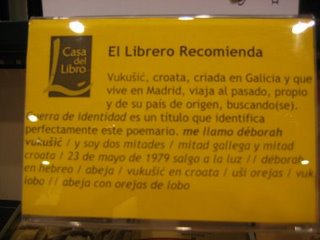 Casa
del
Libro
El Librero Recomienda
Vukušić, croata, criada en Galicia y que
vive en Madrid, viaja al pasado, propio
y de su país de origen, buscando(se).
Guerra de identidad es un título que identifica
perfectamente este poemario. me llamo déborah
vukušić / y soy dos mitades / mitad gallega y mitad
croata / 23 de mayo de 1979 salgo a la luz // déborah
en hebreo / abeja / vukušić en croata / uši orejas / vuk
lobo // abeja con orejas de lobo